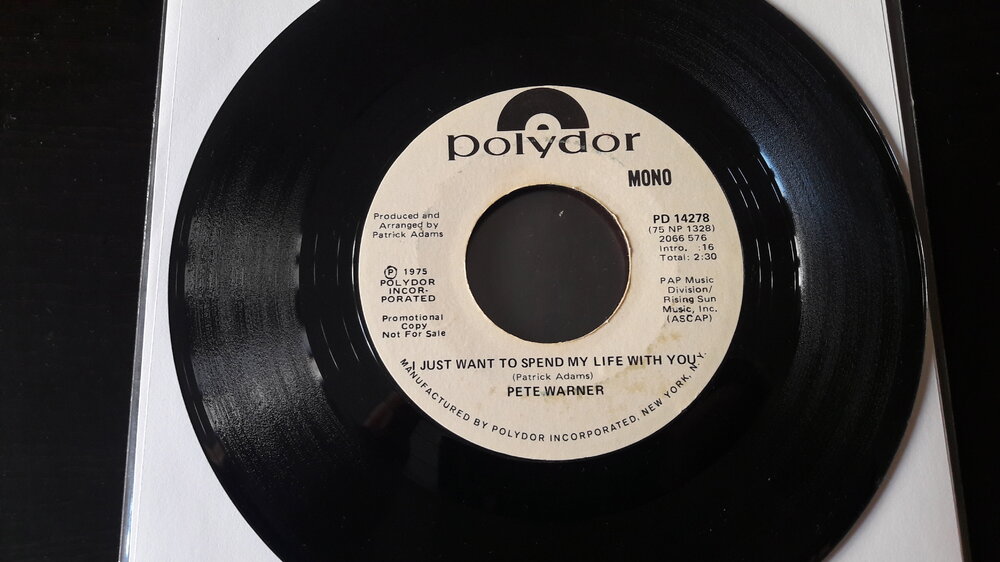 polydor
MONO
Produced and
Arranged by
Patrick Adams
PD 14278
(75 NP 1328)
2066 576
Intro. :16
Total: 2:30
Ⓟ 1975
POLYDOR
INCOR-
PORATED
PAP Music
Division/
Rising Sun
Music, Inc.
(ASCAP)
Promotional
Copy
Not For Sale
I JUST WANT TO SPEND MY LIFE WITH YOU
(Patrick Adams)
PETE WARNER
MANUFACTURED BY POLYDOR INCORPORATED, NEW YORK, N.Y.